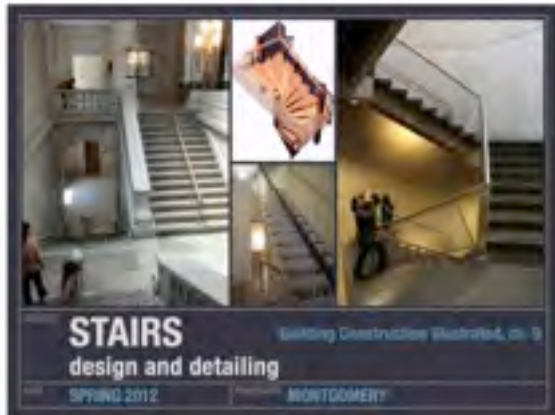 STAIRS
Building Construction Illustrated, ch. 9
design and detailing
SPRING 2012
MONTGOMERY